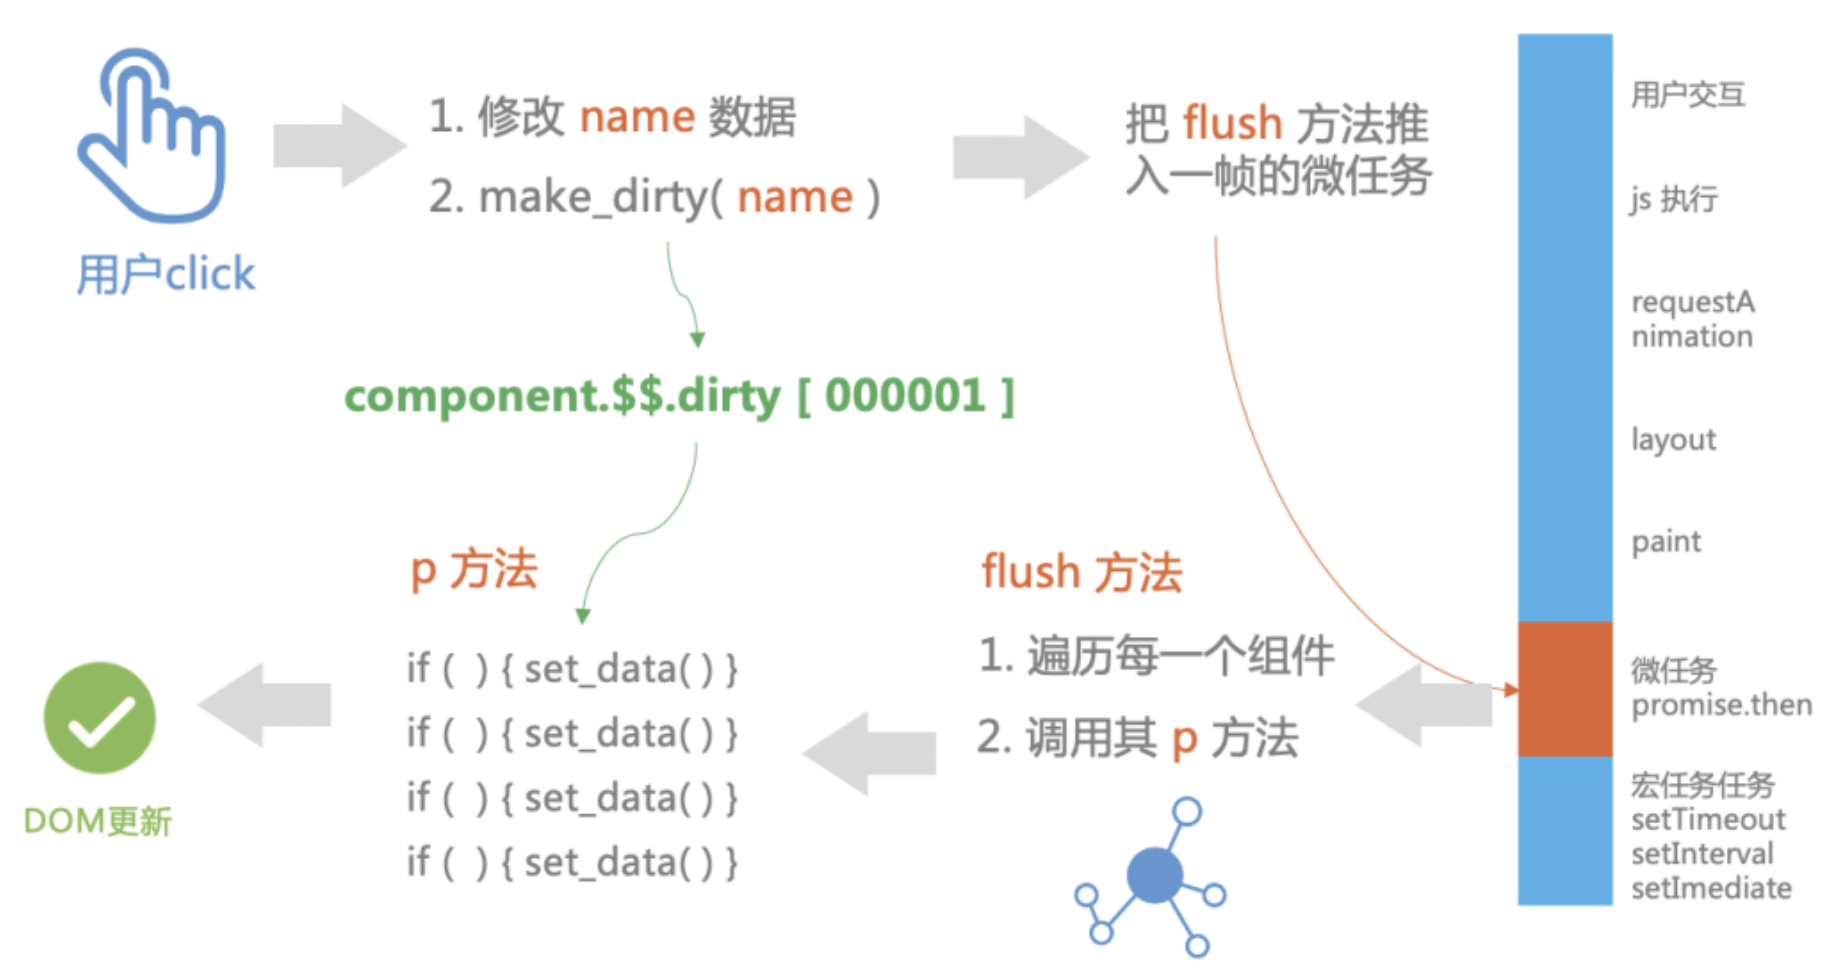 用户click
1. 修改 name 数据
2. make_dirty( name )
把 flush 方法推
入一帧的微任务
component.$$.dirty [ 000001 ]
p 方法
if (  ) { set_data( ) }
if (  ) { set_data( ) }
if (  ) { set_data( ) }
if (  ) { set_data( ) }
flush 方法
1. 遍历每一个组件
2. 调用其 p 方法
DOM更新
用户交互
js 执行
requestA
nimation
layout
paint
微任务
promise.then
宏任务任务
setTimeout
setInterval
setImediate